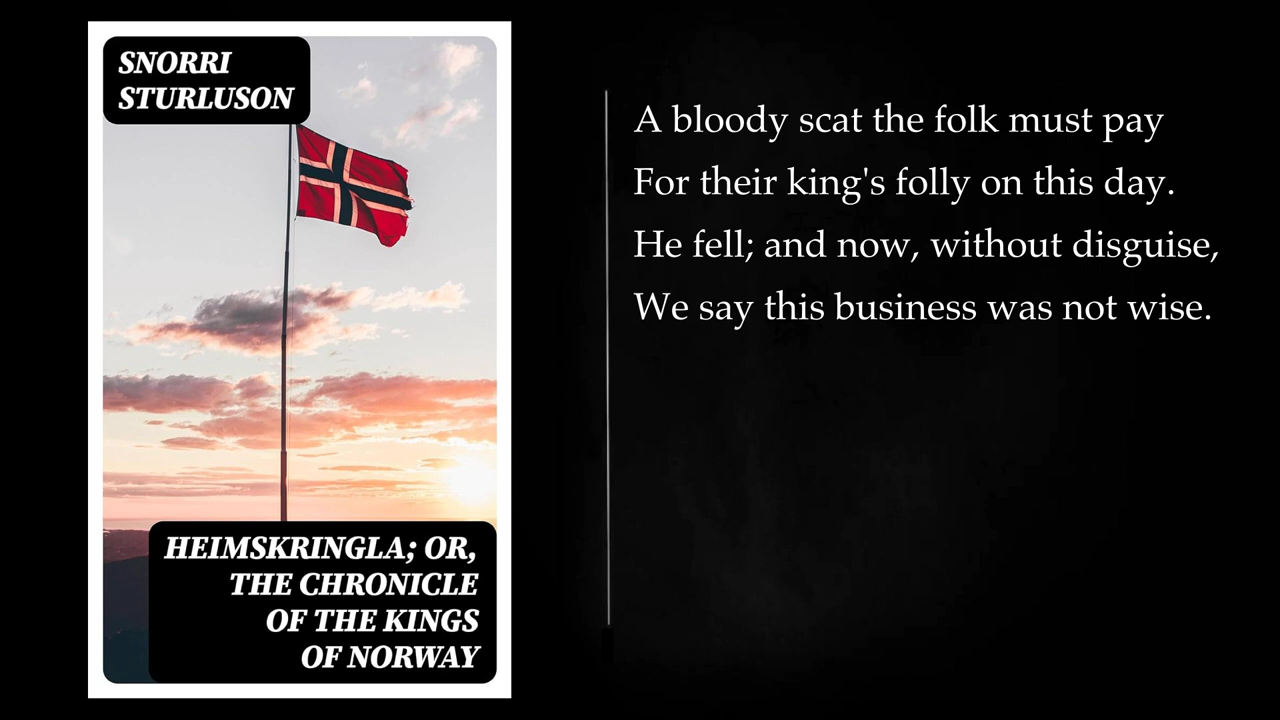 SNORRI
STURLUSON
HEIMSKRINGLA; OR,
THE CHRONICLE
OF THE KINGS
OF NORWAY
A bloody scat the folk must pay
For their king's folly on this day.
He fell; and now, without disguise,
We say this business was not wise.